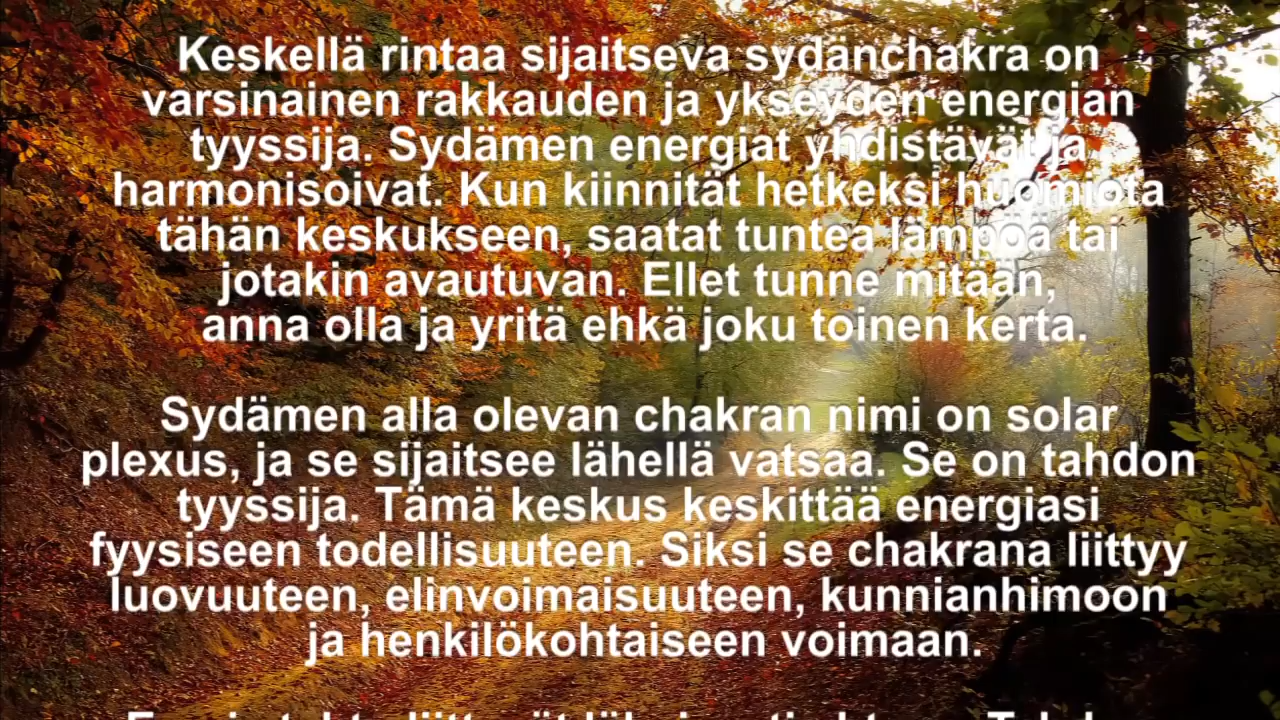 Keskellä rintaa sijaitseva sydänchakra on
varsinainen rakkauden ja ykseyden energian
tyyssija. Sydämen energiat yhdistävät ja
harmonisoivat. Kun kiinnität hetkeksi huomiota
tähän keskukseen, saatat tuntea lämpöä tai
jotakin avautuvan. Ellet tunne mitään,
anna olla ja yritä ehkä joku toinen kerta.
Sydämen alla olevan chakran nimi on solar
plexus, ja se sijaitsee lähellä vatsaa. Se on tahdon
tyyssija. Tämä keskus keskittää energiasi
fyysiseen todellisuuteen. Siksi se chakrana liittyy
luovuuteen, elinvoimaisuuteen, kunnianhimoon
ja henkilökohtaiseen voimaan.